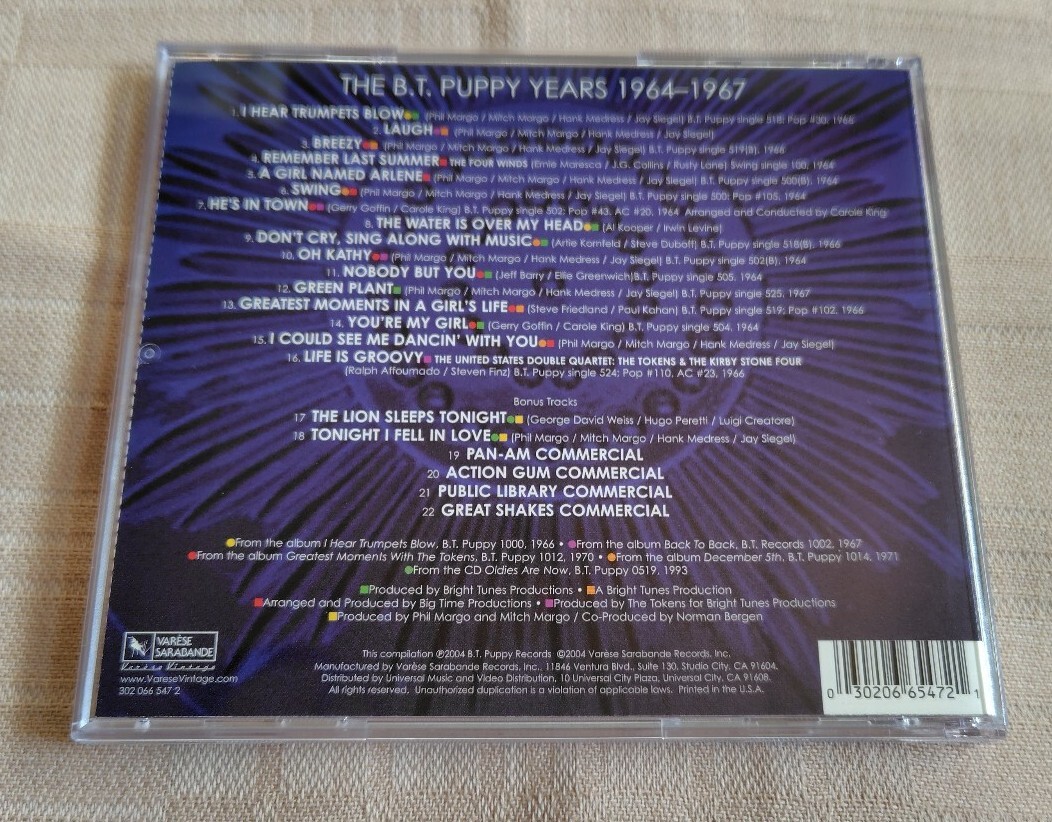 THE B.T. PUPPY YEARS 1964–1967
1. I HEAR TRUMPETS BLOW (Phil Margo / Mitch Margo / Hank Medress / Jay Siegel) B.T. Puppy single 518; Pop #30, 1966
2. LAUGH (Phil Margo / Mitch Margo / Hank Medress / Jay Siegel)
3. BREEZY (Phil Margo / Mitch Margo / Hank Medress / Jay Siegel) B.T. Puppy single 519(B), 1966
4. REMEMBER LAST SUMMER THE FOUR WINDS (Ernie Maresca / J.G. Collins / Rusty Lane) Swing single 100, 1964
5. A GIRL NAMED ARLENE (Phil Margo / Mitch Margo / Hank Medress / Jay Siegel) B.T. Puppy single 500(B), 1964
6. SWING (Phil Margo / Mitch Margo / Hank Medress / Jay Siegel) B.T. Puppy single 500; Pop #105, 1964
7. HE'S IN TOWN (Gerry Goffin / Carole King) B.T. Puppy single 502; Pop #43, AC #20, 1964 Arranged and Conducted by Carole King
8. THE WATER IS OVER MY HEAD (Al Kooper / Irwin Levine)
9. DON'T CRY, SING ALONG WITH MUSIC (Artie Kornfeld / Steve Duboff) B.T. Puppy single 518(B), 1966
10. OH KATHY (Phil Margo / Mitch Margo / Hank Medress / Jay Siegel) B.T. Puppy single 502(B), 1964
11. NOBODY BUT YOU (Jeff Barry / Ellie Greenwich)B.T. Puppy single 505, 1964
12. GREEN PLANT (Phil Margo / Mitch Margo / Hank Medress / Jay Siegel) B.T. Puppy single 525, 1967
13. GREATEST MOMENTS IN A GIRL'S LIFE (Steve Friedland / Paul Kahan) B.T. Puppy single 519; Pop #102, 1966
14. YOU'RE MY GIRL (Gerry Goffin / Carole King) B.T. Puppy single 504, 1964
15. I COULD SEE ME DANCIN' WITH YOU (Phil Margo / Mitch Margo / Hank Medress / Jay Siegel)
16. LIFE IS GROOVY THE UNITED STATES DOUBLE QUARTET: THE TOKENS & THE KIRBY STONE FOUR
(Ralph Affoumado / Steven Finz) B.T. Puppy single 524; Pop #110, AC #23, 1966
Bonus Tracks
17 THE LION SLEEPS TONIGHT (George David Weiss / Hugo Peretti / Luigi Creatore)
18 TONIGHT I FELL IN LOVE (Phil Margo / Mitch Margo / Hank Medress / Jay Siegel)
19 PAN-AM COMMERCIAL
20 ACTION GUM COMMERCIAL
21 PUBLIC LIBRARY COMMERCIAL
22 GREAT SHAKES COMMERCIAL
From the album I Hear Trumpets Blow, B.T. Puppy 1000, 1966 • From the album Back To Back, B.T. Records 1002, 1967
From the album Greatest Moments With The Tokens, B.T. Puppy 1012, 1970 • From the album December 5th, B.T. Puppy 1014, 1971
From the CD Oldies Are Now, B.T. Puppy 0519, 1993
Produced by Bright Tunes Productions • A Bright Tunes Production
Arranged and Produced by Big Time Productions • Produced by The Tokens for Bright Tunes Productions
Produced by Phil Margo and Mitch Margo / Co-Produced by Norman Bergen
VARÈSE
SARABANDE
Varèse Vintage
www.VareseVintage.com
302 066 547 2
This compilation ℗2004 B.T. Puppy Records ©2004 Varèse Sarabande Records, Inc.
Manufactured by Varèse Sarabande Records, Inc., 11846 Ventura Blvd., Suite 130, Studio City, CA 91604.
Distributed by Universal Music and Video Distribution, 10 Universal City Plaza, Universal City, CA 91608.
All rights reserved. Unauthorized duplication is a violation of applicable laws. Printed in the U.S.A.
0 30206 65472 1